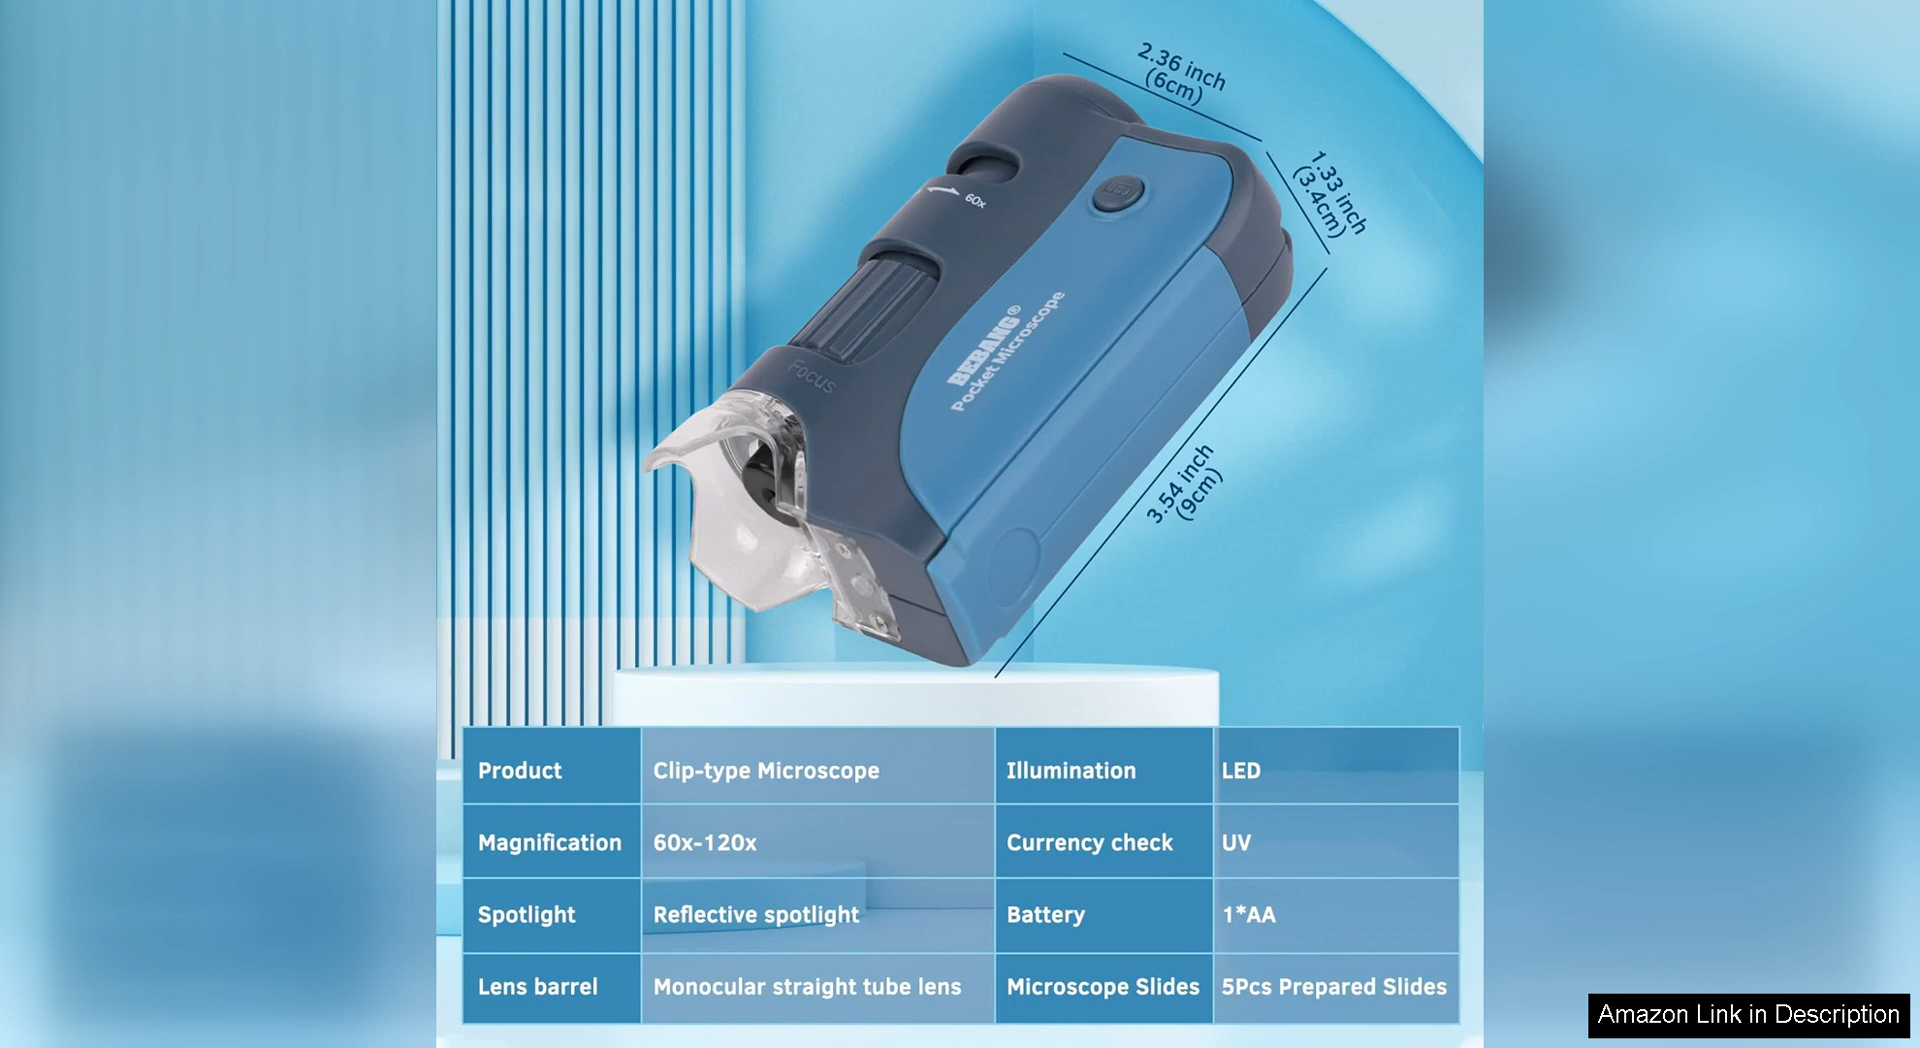 2.36 inch
(6cm)
1.33 inch
(3.4cm)
LED
60x
BEBANG®
Pocket Microscope
Focus
3.54 inch
(9cm)
Product Clip-type Microscope Illumination LED
Magnification 60x-120x Currency check UV
Spotlight Reflective spotlight Battery 1*AA
Lens barrel Monocular straight tube lens Microscope Slides 5Pcs Prepared Slides
Amazon Link in Description